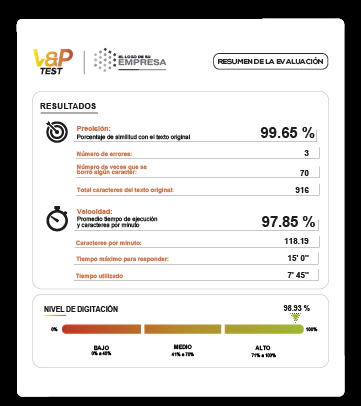 V&P
TEST
EL LOGO DE SU
EMPRESA
RESUMEN DE LA EVALUACIÓN
RESULTADOS
Precisión:
Porcentaje de similitud con el texto original
99.65 %
Número de errores:
3
Número de veces que se
borró algún caracter:
70
Total caracteres del texto original:
916
Velocidad:
Promedio tiempo de ejecución
y caracteres por minuto
97.85 %
Caracteres por minuto:
118.19
Tiempo máximo para responder:
15' 0"
Tiempo utilizado
7' 45"
NIVEL DE DIGITACIÓN
98.93 %
0%
100%
BAJO
0% a 40%
MEDIO
41% a 70%
ALTO
71% a 100%